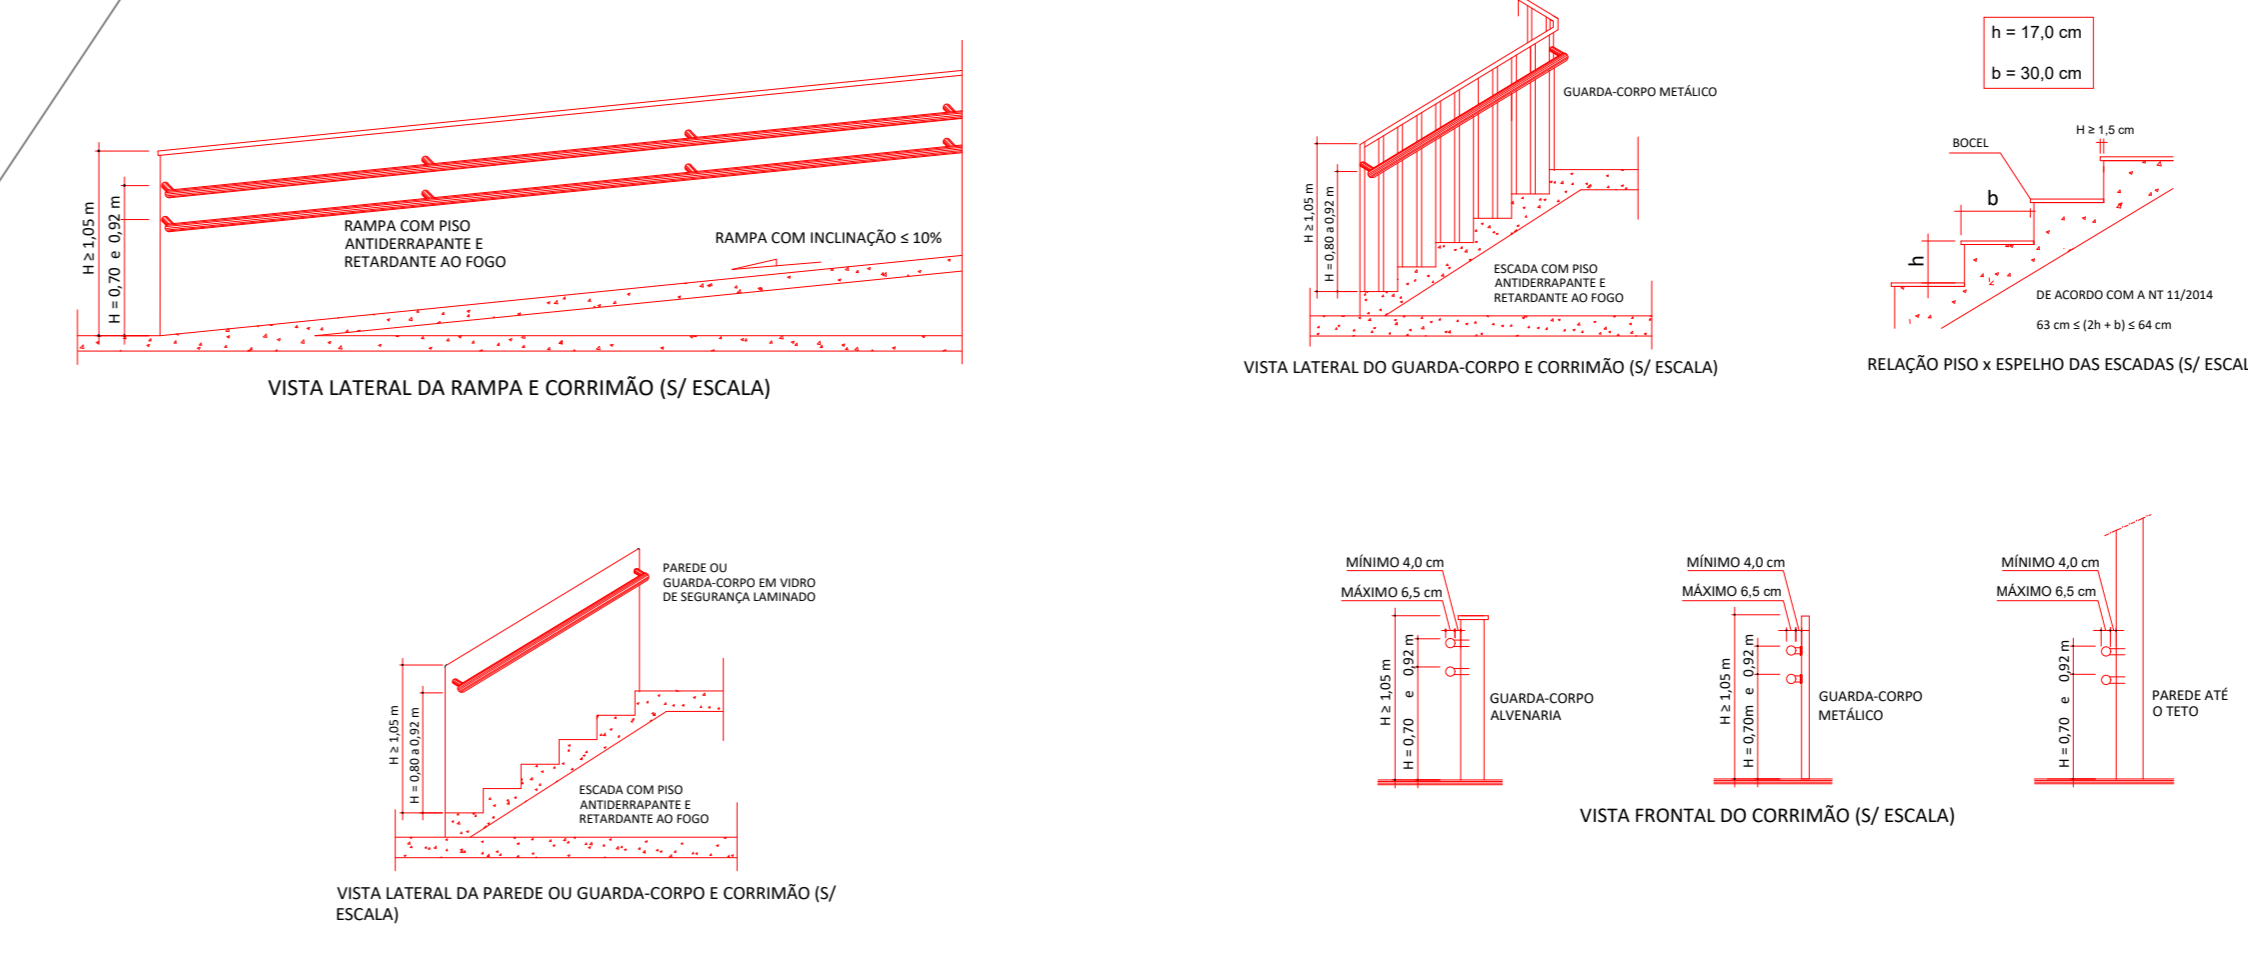 H ≥ 1,05 m
H = 0,70 e 0,92 m
RAMPA COM PISO
ANTIDERRAPANTE E
RETARDANTE AO FOGO
RAMPA COM INCLINAÇÃO ≤ 10%
VISTA LATERAL DA RAMPA E CORRIMÃO (S/ ESCALA)
GUARDA-CORPO METÁLICO
H ≥ 1,05 m
H = 0,80 a 0,92 m
ESCADA COM PISO
ANTIDERRAPANTE E
RETARDANTE AO FOGO
VISTA LATERAL DO GUARDA-CORPO E CORRIMÃO (S/ ESCALA)
h = 17,0 cm
b = 30,0 cm
H ≥ 1,5 cm
BOCEL
b
h
DE ACORDO COM A NT 11/2014
63 cm ≤ (2h + b) ≤ 64 cm
RELAÇÃO PISO x ESPELHO DAS ESCADAS (S/ ESCAL
PAREDE OU
GUARDA-CORPO EM VIDRO
DE SEGURANÇA LAMINADO
H ≥ 1,05 m
H = 0,80 a 0,92 m
ESCADA COM PISO
ANTIDERRAPANTE E
RETARDANTE AO FOGO
VISTA LATERAL DA PAREDE OU GUARDA-CORPO E CORRIMÃO (S/
ESCALA)
MÍNIMO 4,0 cm
MÁXIMO 6,5 cm
H ≥ 1,05 m
H = 0,70 e 0,92 m
GUARDA-CORPO
ALVENARIA
MÍNIMO 4,0 cm
MÁXIMO 6,5 cm
H ≥ 1,05 m
H = 0,70m e 0,92 m
GUARDA-CORPO
METÁLICO
MÍNIMO 4,0 cm
MÁXIMO 6,5 cm
H = 0,70 e 0,92 m
PAREDE ATÉ
O TETO
VISTA FRONTAL DO CORRIMÃO (S/ ESCALA)